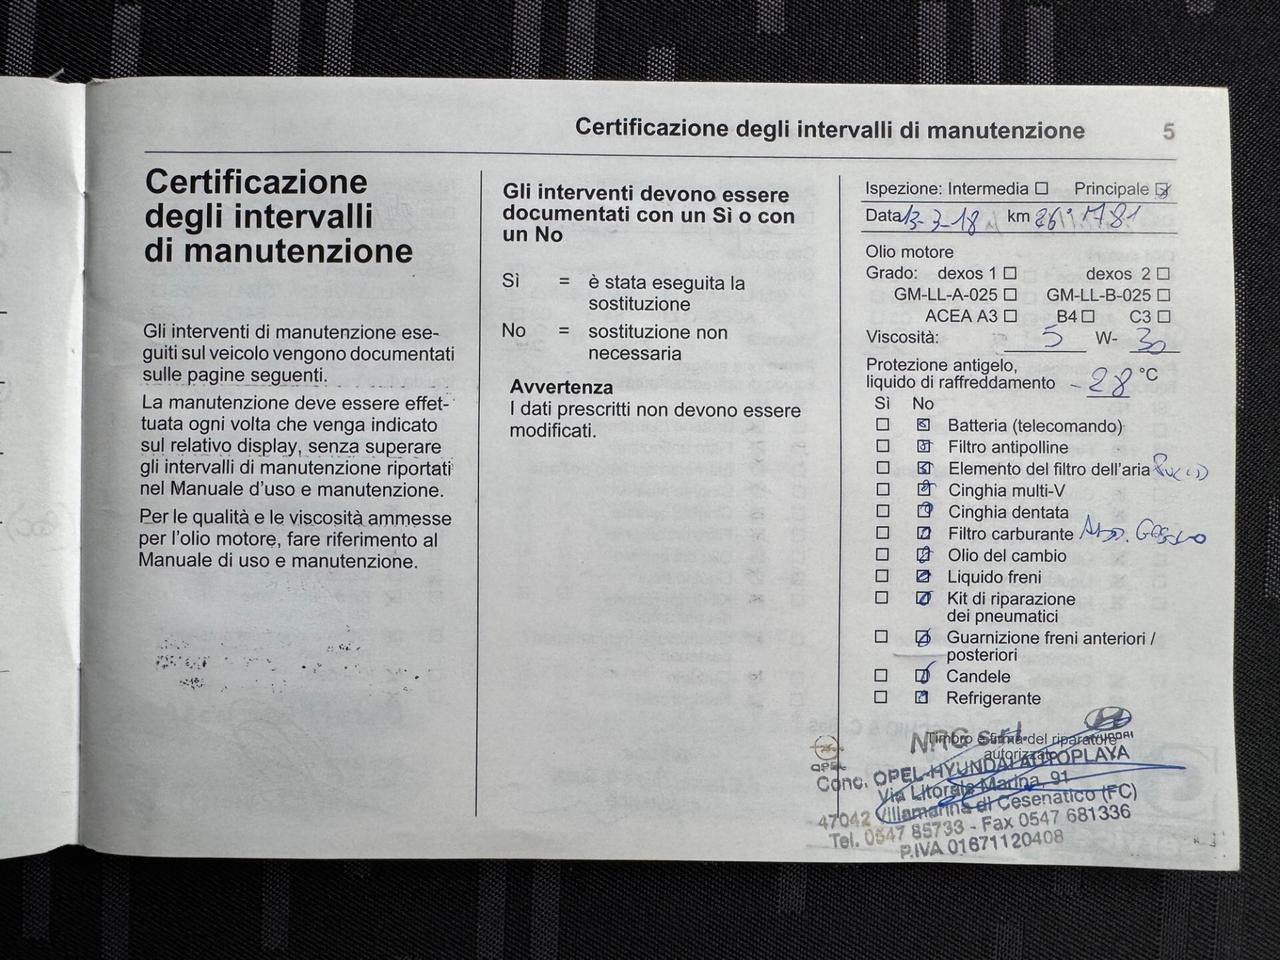 Certificazione degli intervalli di manutenzione 5
Certificazione
degli intervalli
di manutenzione
Gli interventi di manutenzione ese-
guiti sul veicolo vengono documentati
sulle pagine seguenti.
La manutenzione deve essere effet-
tuata ogni volta che venga indicato
sul relativo display, senza superare
gli intervalli di manutenzione riportati
nel Manuale d'uso e manutenzione.
Per le qualità e le viscosità ammesse
per l'olio motore, fare riferimento al
Manuale di uso e manutenzione.
Gli interventi devono essere
documentati con un Sì o con
un No
Sì = è stata eseguita la
sostituzione
No = sostituzione non
necessaria
Avvertenza
I dati prescritti non devono essere
modificati.
Ispezione: Intermedia ☐ Principale ☑
Data 13-3-18 km
Olio motore
Grado: dexos 1 ☐ dexos 2 ☐
GM-LL-A-025 ☐ GM-LL-B-025 ☐
ACEA A3 ☐ B4 ☐ C3 ☐
Viscosità: 5 W- 30
Protezione antigelo,
liquido di raffreddamento -28 °C
Sì No
☐ ☑ Batteria (telecomando)
☐ ☑ Filtro antipolline
☐ ☑ Elemento del filtro dell'aria
☐ ☑ Cinghia multi-V
☐ ☑ Cinghia dentata
☐ ☑ Filtro carburante
☐ ☑ Olio del cambio
☐ ☑ Liquido freni
☐ ☑ Kit di riparazione
dei pneumatici
☐ ☑ Guarnizione freni anteriori /
posteriori
☐ ☑ Candele
☐ ☑ Refrigerante
Timbro e firma del riparatore
autorizzato
NRG s.r.l.
HYUNDAI
OPEL
Conc. OPEL-HYUNDAI AUTOPLAYA
Via Litorale Marina, 91
47042 Villamarina di Cesenatico (FC)
Tel. 0547 85733 - Fax 0547 681336
P.IVA 01671120408